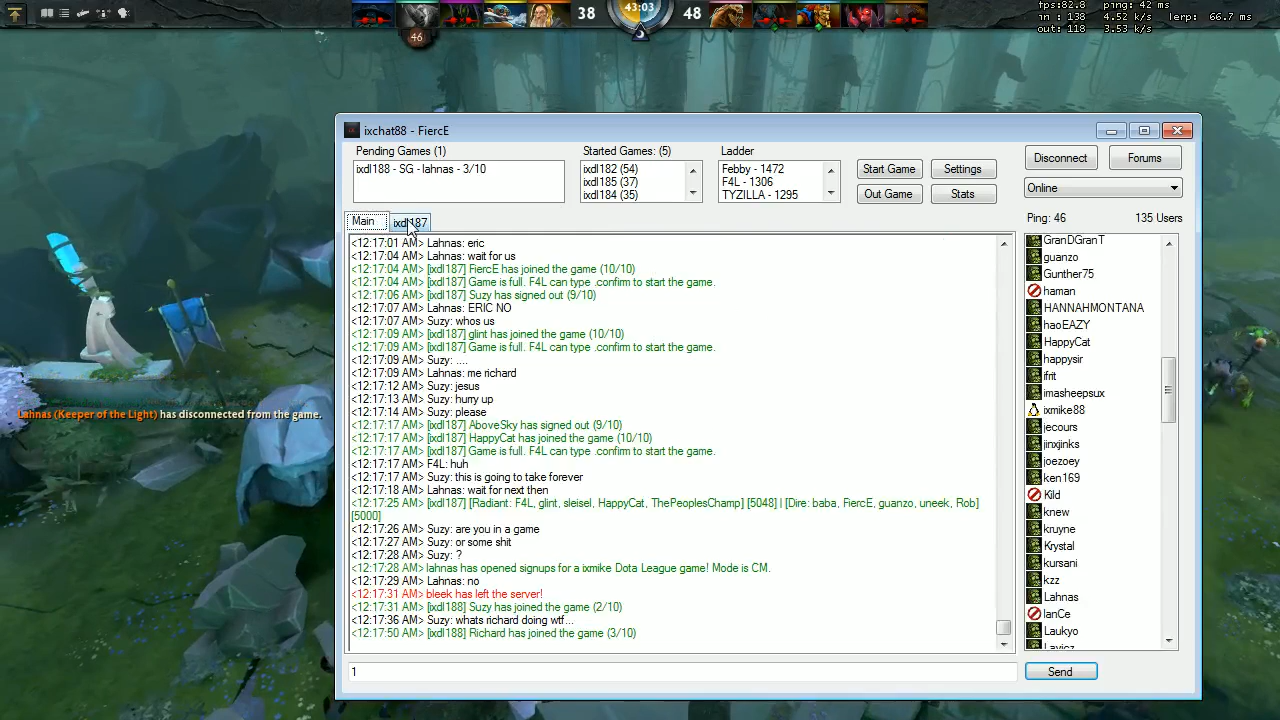 38
43:03
48
46
fps:82.8 ping: 42 ms
in : 138 4.52 k/s lerp: 66.7 ms
out: 118 3.53 k/s
ixchat88 - FiercE
Pending Games (1)
Started Games: (5)
Ladder
ixdl188 - SG - lahnas - 3/10
ixdl182 (54)
ixdl185 (37)
ixdl184 (35)
Febby - 1472
F4L - 1306
TYZILLA - 1295
Start Game
Settings
Out Game
Stats
Disconnect
Forums
Online
Ping: 46
135 Users
Main
ixdl187
<12:17:01 AM> Lahnas: eric
<12:17:04 AM> Lahnas: wait for us
<12:17:04 AM> [ixdl187] FiercE has joined the game (10/10)
<12:17:04 AM> [ixdl187] Game is full. F4L can type .confirm to start the game.
<12:17:06 AM> [ixdl187] Suzy has signed out (9/10)
<12:17:07 AM> Lahnas: ERIC NO
<12:17:07 AM> Suzy: whos us
<12:17:09 AM> [ixdl187] glint has joined the game (10/10)
<12:17:09 AM> [ixdl187] Game is full. F4L can type .confirm to start the game.
<12:17:09 AM> Suzy: ....
<12:17:09 AM> Lahnas: me richard
<12:17:12 AM> Suzy: jesus
<12:17:13 AM> Suzy: hurry up
<12:17:14 AM> Suzy: please
<12:17:17 AM> [ixdl187] AboveSky has signed out (9/10)
<12:17:17 AM> [ixdl187] HappyCat has joined the game (10/10)
<12:17:17 AM> [ixdl187] Game is full. F4L can type .confirm to start the game.
<12:17:17 AM> F4L: huh
<12:17:17 AM> Suzy: this is going to take forever
<12:17:18 AM> Lahnas: wait for next then
<12:17:25 AM> [ixdl187] [Radiant: F4L, glint, sleisel, HappyCat, ThePeoplesChamp] [5048] | [Dire: baba, FiercE, guanzo, uneek, Rob]
[5000]
<12:17:26 AM> Suzy: are you in a game
<12:17:27 AM> Suzy: or some shit
<12:17:28 AM> Suzy: ?
<12:17:28 AM> lahnas has opened signups for a ixmike Dota League game! Mode is CM.
<12:17:29 AM> Lahnas: no
<12:17:31 AM> bleek has left the server!
<12:17:31 AM> [ixdl188] Suzy has joined the game (2/10)
<12:17:36 AM> Suzy: whats richard doing wtf...
<12:17:50 AM> [ixdl188] Richard has joined the game (3/10)
GranDGranT
guanzo
Gunther75
haman
HANNAHMONTANA
haoEAZY
HappyCat
happysir
ifrit
imasheepsux
ixmike88
jecours
jinxjinks
joezoey
ken169
Kild
knew
kruyne
Krystal
kursani
kzz
Lahnas
lanCe
Laukyo
Lavicz
1
Send
Lahnas (Keeper of the Light) has disconnected from the game.